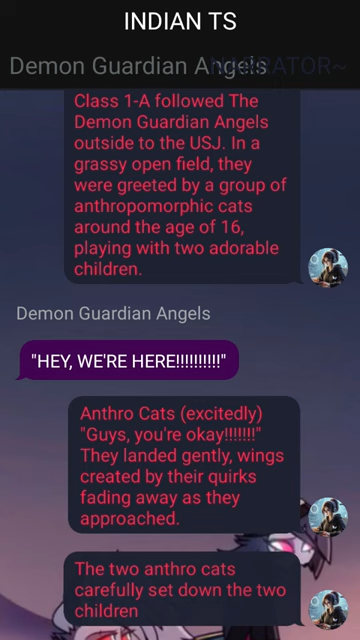 INDIAN TS
Demon Guardian Angels
NARRATOR~
Class 1-A followed The
Demon Guardian Angels
outside to the USJ. In a
grassy open field, they
were greeted by a group of
anthropomorphic cats
around the age of 16,
playing with two adorable
children.
Demon Guardian Angels
"HEY, WE'RE HERE!!!!!!!!!!"
Anthro Cats (excitedly)
"Guys, you're okay!!!!!!!"
They landed gently, wings
created by their quirks
fading away as they
approached.
The two anthro cats
carefully set down the two
children